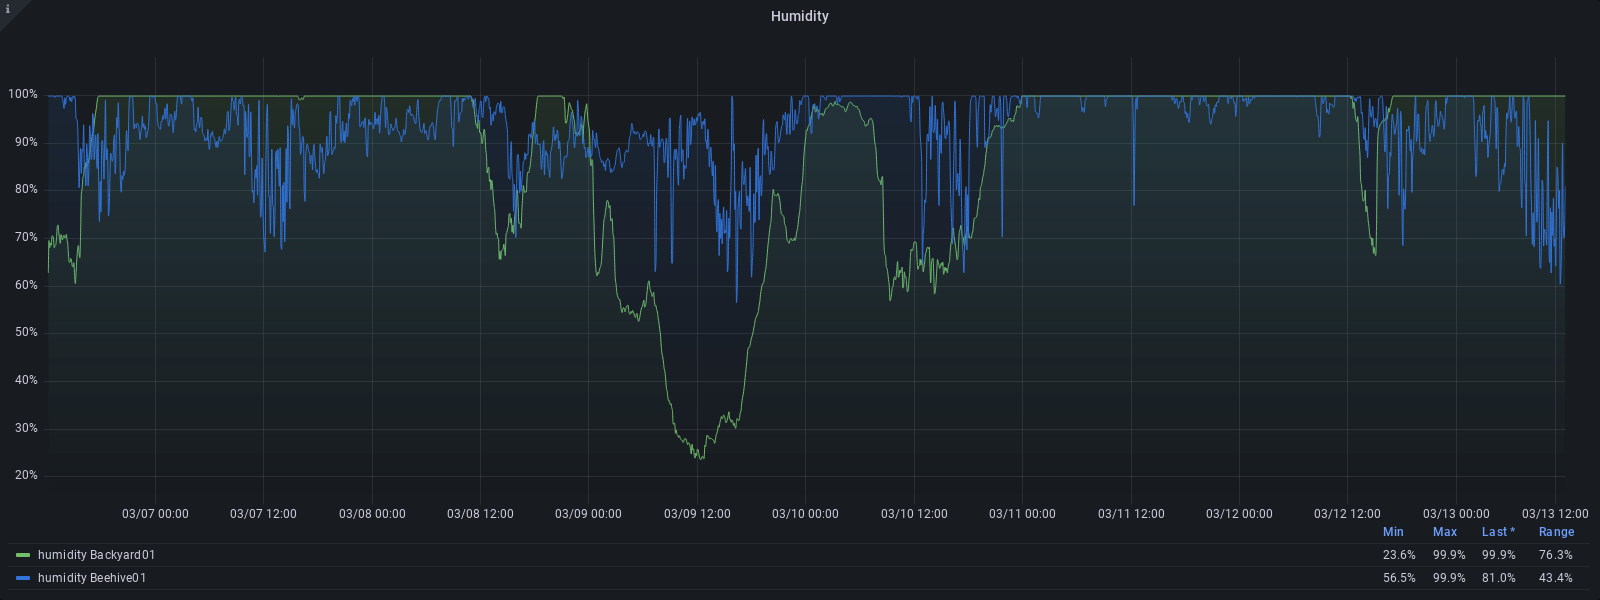 i
Humidity
100%
90%
80%
70%
60%
50%
40%
30%
20%
03/07 00:00 03/07 12:00 03/08 00:00 03/08 12:00 03/09 00:00 03/09 12:00 03/10 00:00 03/10 12:00 03/11 00:00 03/11 12:00 03/12 00:00 03/12 12:00 03/13 00:00 03/13 12:00
Min Max Last * Range
humidity Backyard01 23.6% 99.9% 99.9% 76.3%
humidity Beehive01 56.5% 99.9% 81.0% 43.4%